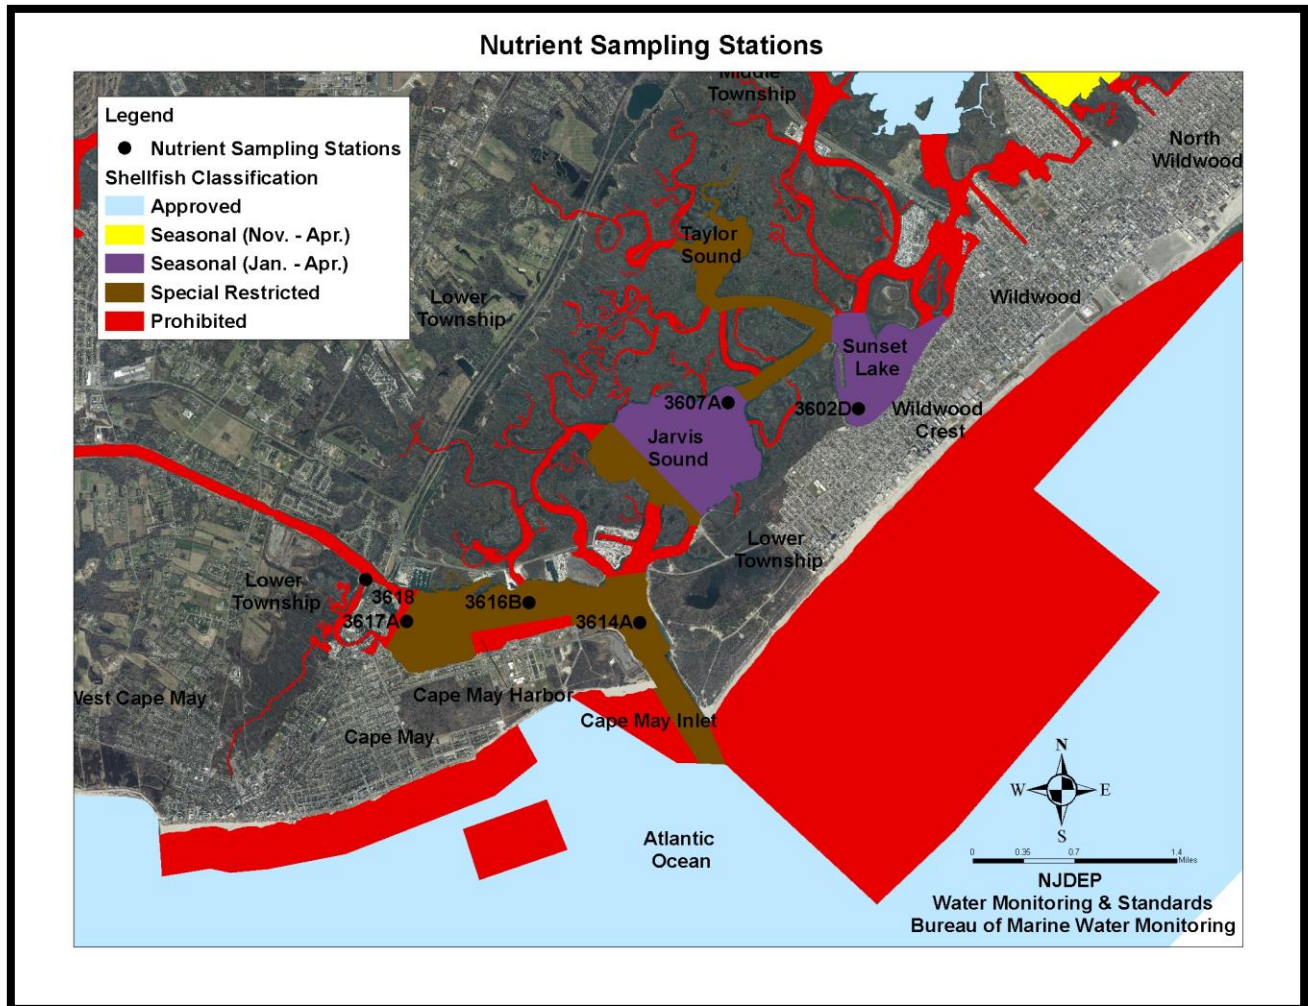 Nutrient Sampling Stations
Legend
Nutrient Sampling Stations
Shellfish Classification
Approved
Seasonal (Nov. - Apr.)
Seasonal (Jan. - Apr.)
Special Restricted
Prohibited
Middle
Township
North
Wildwood
Taylor
Sound
Lower
Township
Wildwood
Sunset
Lake
3607A
3602D
Wildwood
Crest
Jarvis
Sound
Lower
Township
Lower
Township
3618
3616B
3617A
3614A
West Cape May
Cape May Harbor
Cape May Inlet
Cape May
N
W
E
S
Atlantic
Ocean
0 0.35 0.7 1.4
Miles
NJDEP
Water Monitoring & Standards
Bureau of Marine Water Monitoring